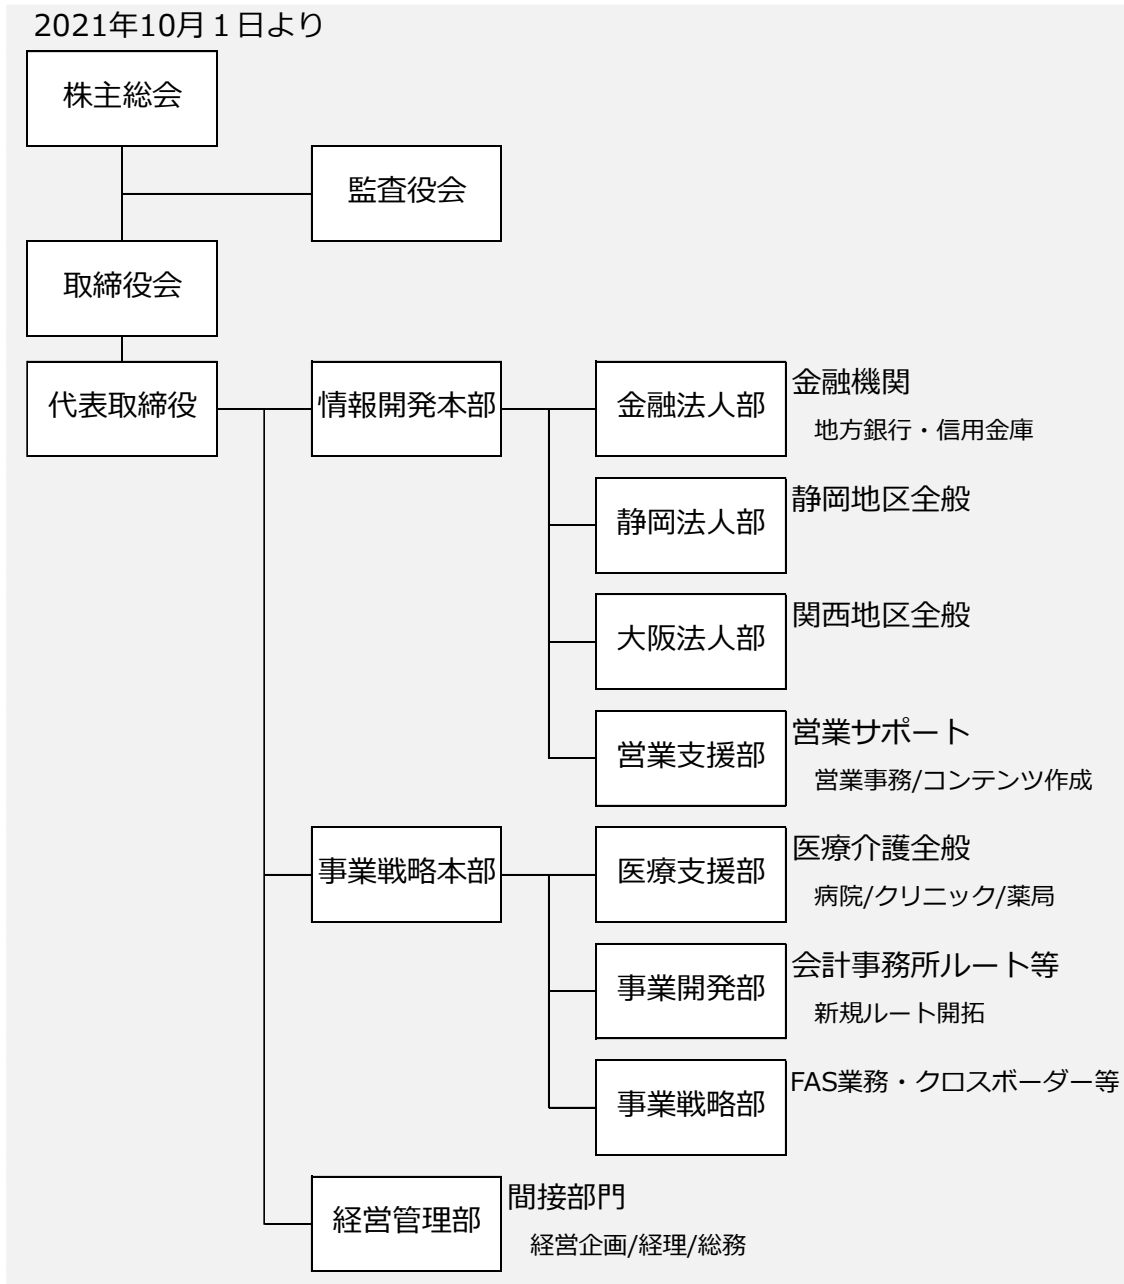 2021年10月１日より
株主総会
監査役会
取締役会
代表取締役
情報開発本部
金融法人部
金融機関
地方銀行・信用金庫
静岡法人部
静岡地区全般
大阪法人部
関西地区全般
営業支援部
営業サポート
営業事務/コンテンツ作成
事業戦略本部
医療支援部
医療介護全般
病院/クリニック/薬局
事業開発部
会計事務所ルート等
新規ルート開拓
事業戦略部
FAS業務・クロスボーダー等
経営管理部
間接部門
経営企画/経理/総務